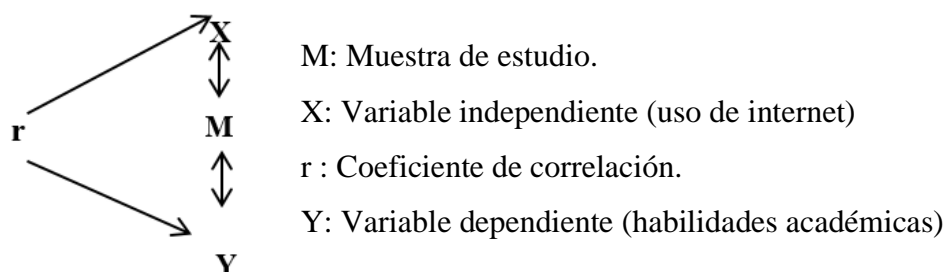 X
M: Muestra de estudio.
X: Variable independiente (uso de internet)
r
M
r : Coeficiente de correlación.
Y: Variable dependiente (habilidades académicas)
Y